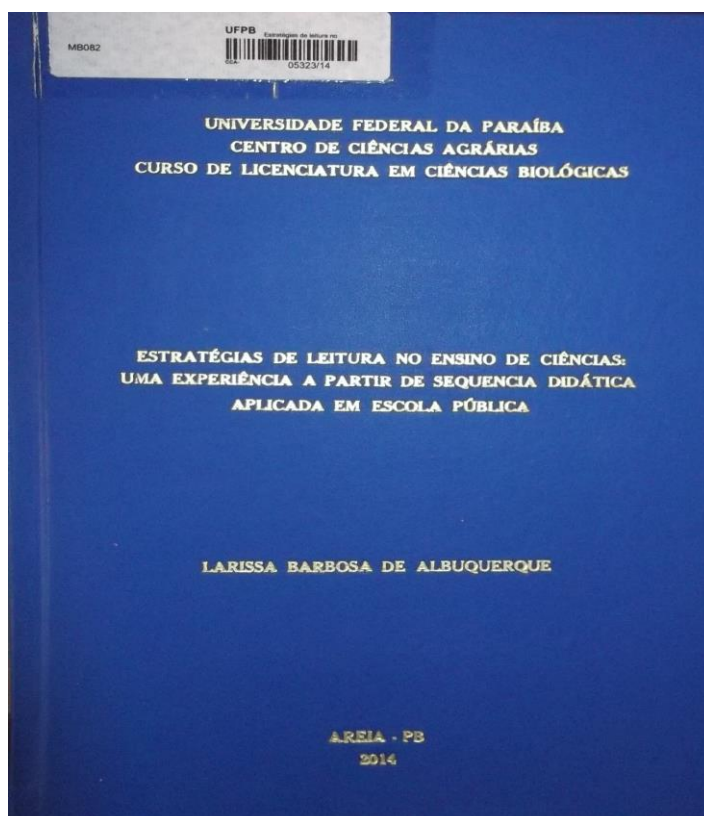 MB082
UFPB
Estratégias de leitura no
CCA-
05323/14
UNIVERSIDADE FEDERAL DA PARAÍBA
CENTRO DE CIÊNCIAS AGRÁRIAS
CURSO DE LICENCIATURA EM CIÊNCIAS BIOLÓGICAS
ESTRATÉGIAS DE LEITURA NO ENSINO DE CIÊNCIAS:
UMA EXPERIÊNCIA A PARTIR DE SEQUENCIA DIDÁTICA
APLICADA EM ESCOLA PÚBLICA
LARISSA BARBOSA DE ALBUQUERQUE
AREIA - PB
2014